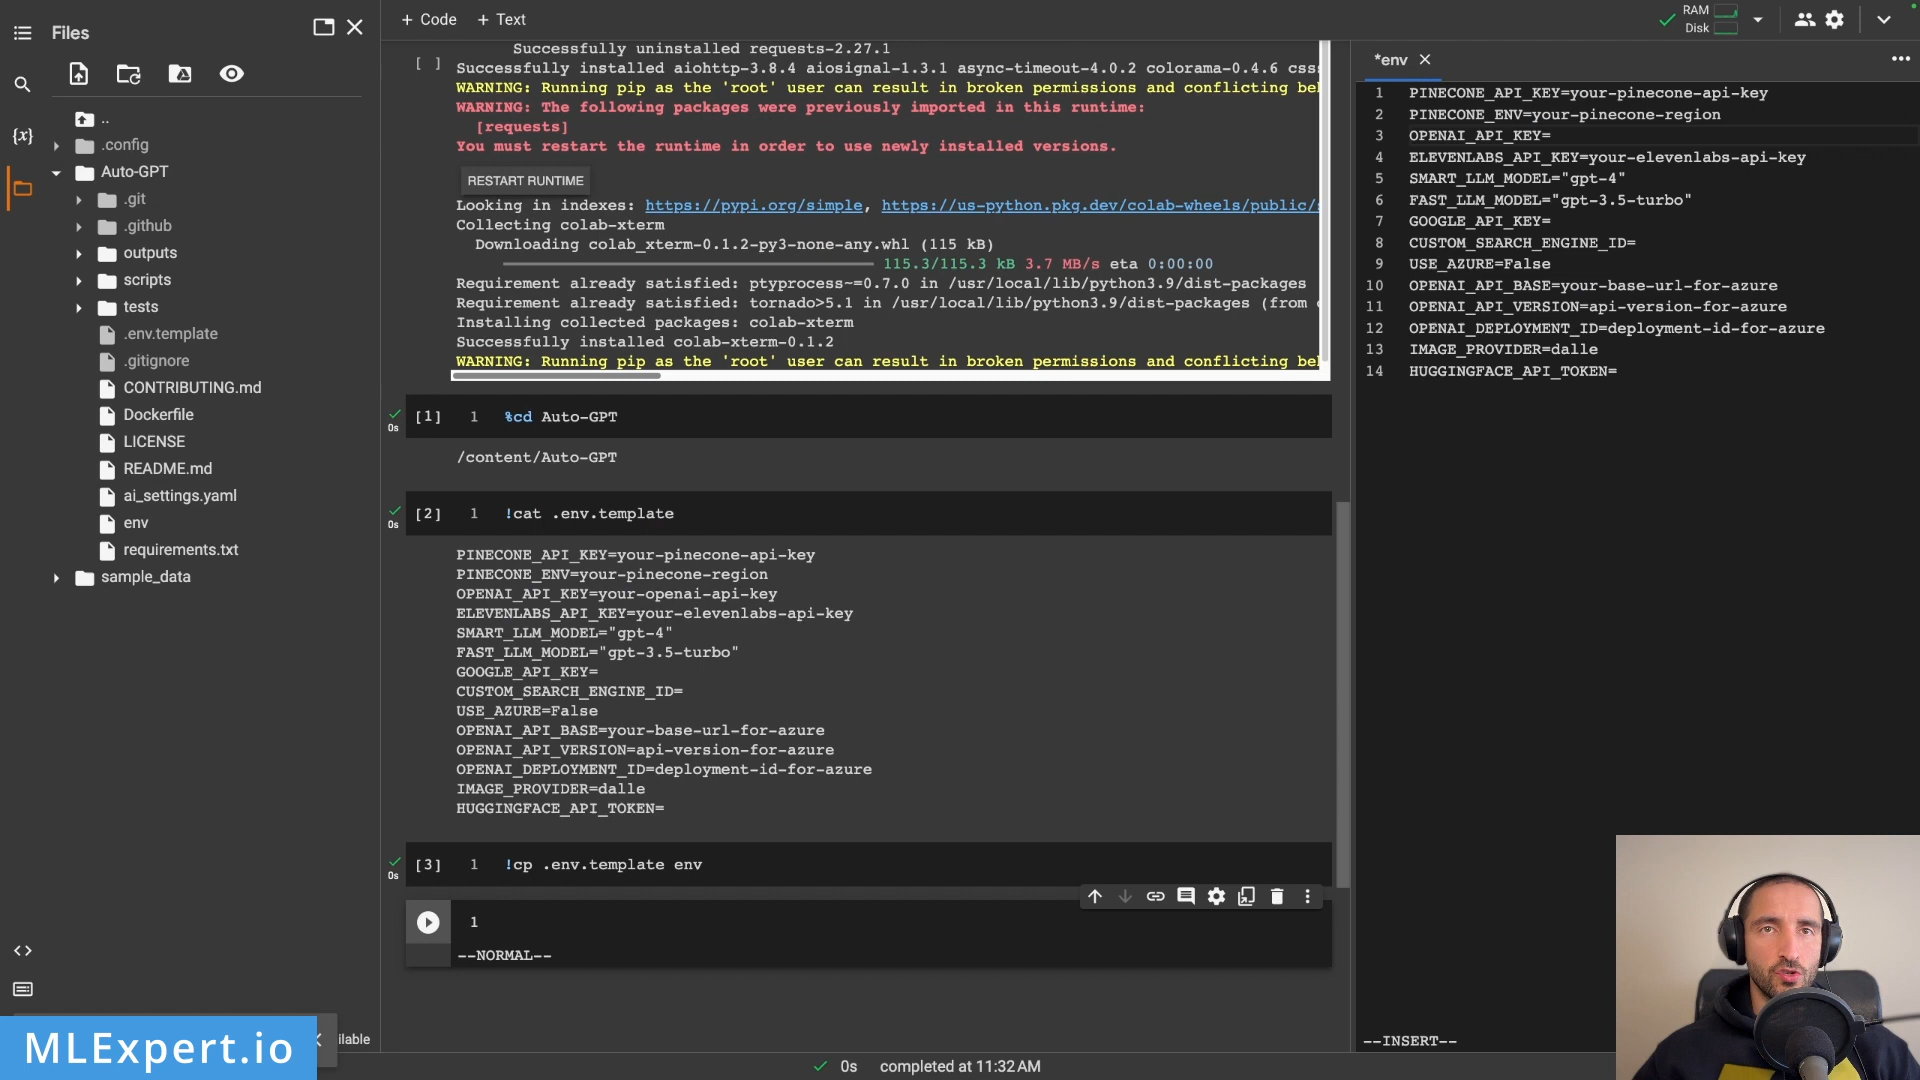 Files
..
.config
Auto-GPT
.git
.github
outputs
scripts
tests
.env.template
.gitignore
CONTRIBUTING.md
Dockerfile
LICENSE
README.md
ai_settings.yaml
env
requirements.txt
sample_data
{x}
<>
MLExpert.io
ilable
+ Code + Text
RAM
Disk
Successfully uninstalled requests-2.27.1
[ ]
Successfully installed aiohttp-3.8.4 aiosignal-1.3.1 async-timeout-4.0.2 colorama-0.4.6 css
WARNING: Running pip as the 'root' user can result in broken permissions and conflicting be
WARNING: The following packages were previously imported in this runtime:
[requests]
You must restart the runtime in order to use newly installed versions.
RESTART RUNTIME
Looking in indexes: https://pypi.org/simple, https://us-python.pkg.dev/colab-wheels/public/
Collecting colab-xterm
Downloading colab_xterm-0.1.2-py3-none-any.whl (115 kB)
115.3/115.3 kB 3.7 MB/s eta 0:00:00
Requirement already satisfied: ptyprocess~=0.7.0 in /usr/local/lib/python3.9/dist-packages
Requirement already satisfied: tornado>5.1 in /usr/local/lib/python3.9/dist-packages (from
Installing collected packages: colab-xterm
Successfully installed colab-xterm-0.1.2
WARNING: Running pip as the 'root' user can result in broken permissions and conflicting be
0s [1] 1 %cd Auto-GPT
/content/Auto-GPT
0s [2] 1 !cat .env.template
PINECONE_API_KEY=your-pinecone-api-key
PINECONE_ENV=your-pinecone-region
OPENAI_API_KEY=your-openai-api-key
ELEVENLABS_API_KEY=your-elevenlabs-api-key
SMART_LLM_MODEL="gpt-4"
FAST_LLM_MODEL="gpt-3.5-turbo"
GOOGLE_API_KEY=
CUSTOM_SEARCH_ENGINE_ID=
USE_AZURE=False
OPENAI_API_BASE=your-base-url-for-azure
OPENAI_API_VERSION=api-version-for-azure
OPENAI_DEPLOYMENT_ID=deployment-id-for-azure
IMAGE_PROVIDER=dalle
HUGGINGFACE_API_TOKEN=
0s [3] 1 !cp .env.template env
1
--NORMAL--
0s completed at 11:32 AM
*env
1 PINECONE_API_KEY=your-pinecone-api-key
2 PINECONE_ENV=your-pinecone-region
3 OPENAI_API_KEY=
4 ELEVENLABS_API_KEY=your-elevenlabs-api-key
5 SMART_LLM_MODEL="gpt-4"
6 FAST_LLM_MODEL="gpt-3.5-turbo"
7 GOOGLE_API_KEY=
8 CUSTOM_SEARCH_ENGINE_ID=
9 USE_AZURE=False
10 OPENAI_API_BASE=your-base-url-for-azure
11 OPENAI_API_VERSION=api-version-for-azure
12 OPENAI_DEPLOYMENT_ID=deployment-id-for-azure
13 IMAGE_PROVIDER=dalle
14 HUGGINGFACE_API_TOKEN=
--INSERT--